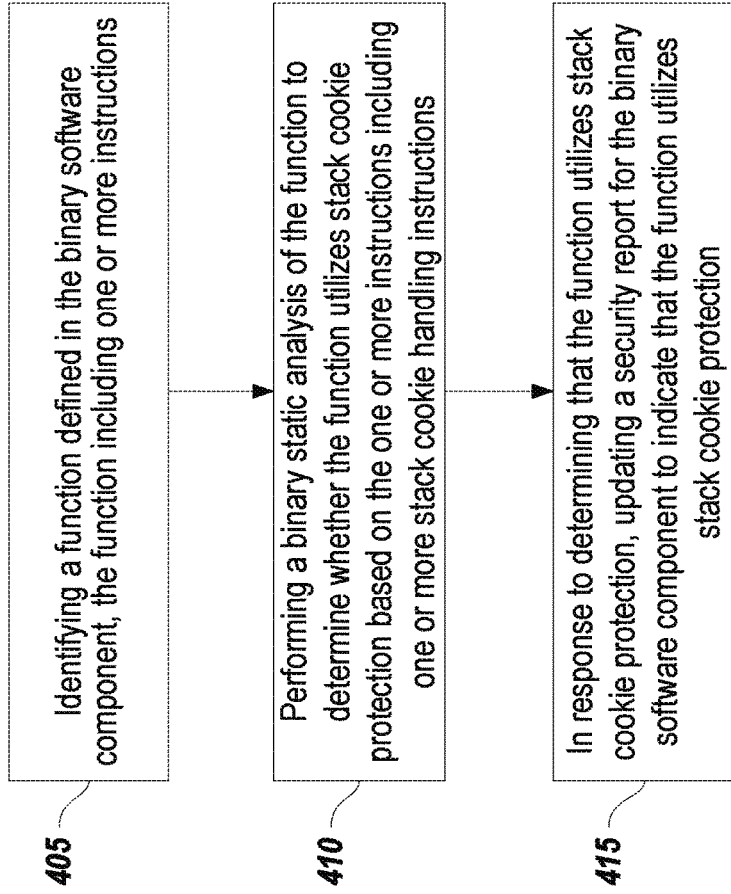 405
Identifying a function defined in the binary software
component, the function including one or more instructions
410
Performing a binary static analysis of the function to
determine whether the function utilizes stack cookie
protection based on the one or more instructions including
one or more stack cookie handling instructions
415
In response to determining that the function utilizes stack
cookie protection, updating a security report for the binary
software component to indicate that the function utilizes
stack cookie protection